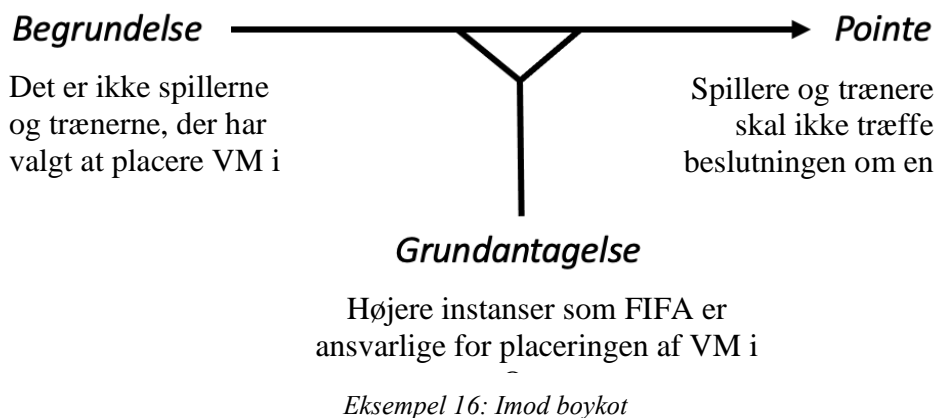 Begrundelse
Pointe
Det er ikke spillerne
og trænerne, der har
valgt at placere VM i
Spillere og trænere
skal ikke træffe
beslutningen om en
Grundantagelse
Højere instanser som FIFA er
ansvarlige for placeringen af VM i
Eksempel 16: Imod boykot